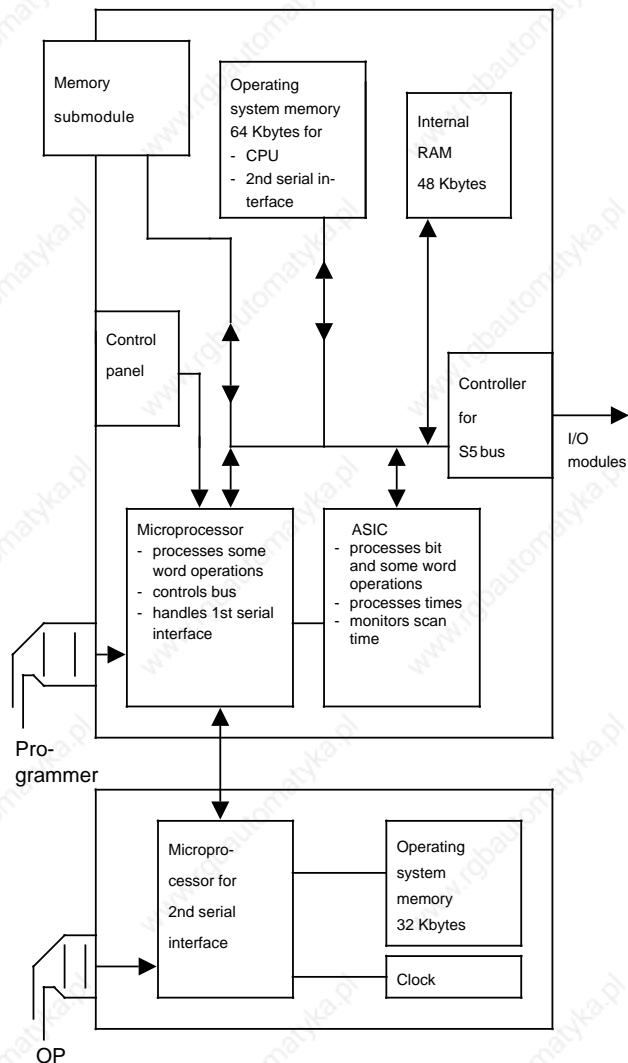 Memory
submodule
Operating
system memory
64 Kbytes for
- CPU
- 2nd serial in-
terface
Internal
RAM
48 Kbytes
Control
panel
Controller
for
S5 bus
I/O
modules
Microprocessor
- processes some
word operations
- controls bus
- handles 1st serial
interface
ASIC
- processes bit
and some word
operations
- processes times
- monitors scan
time
Pro-
grammer
Micropro-
cessor for
2nd serial
interface
Operating
system
memory
32 Kbytes
Clock
OP
www.rgbautomatyka.pl